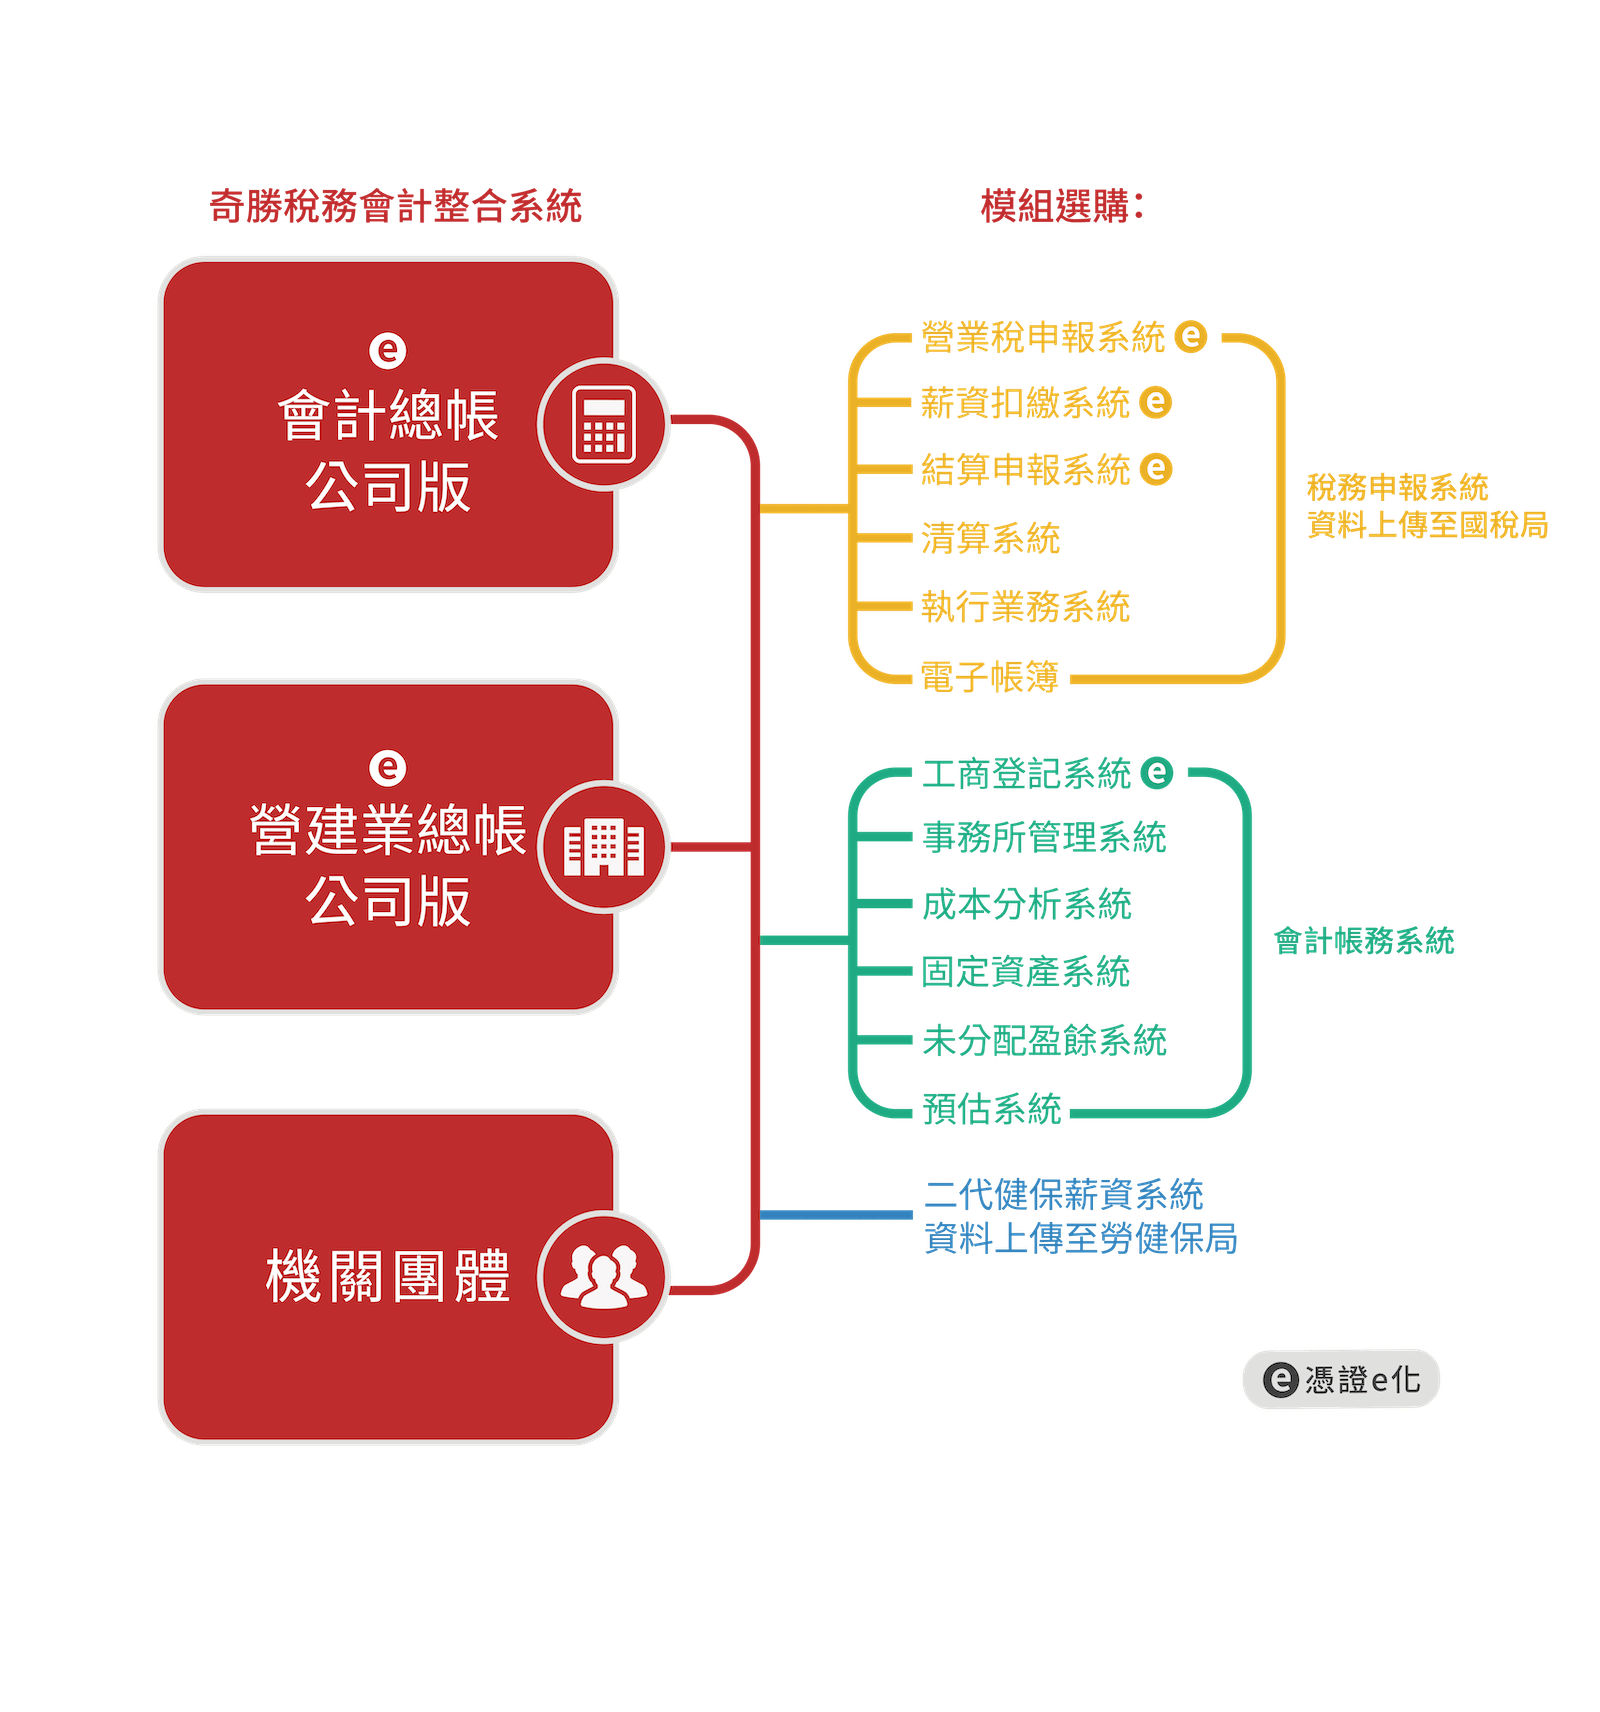 奇勝稅務會計整合系統
e
會計總帳
公司版
e
營建業總帳
公司版
機關團體
模組選購：
營業稅申報系統 e
薪資扣繳系統 e
結算申報系統 e
清算系統
執行業務系統
電子帳簿
稅務申報系統
資料上傳至國稅局
工商登記系統 e
事務所管理系統
成本分析系統
固定資產系統
未分配盈餘系統
預估系統
會計帳務系統
二代健保薪資系統
資料上傳至勞健保局
e 憑證e化